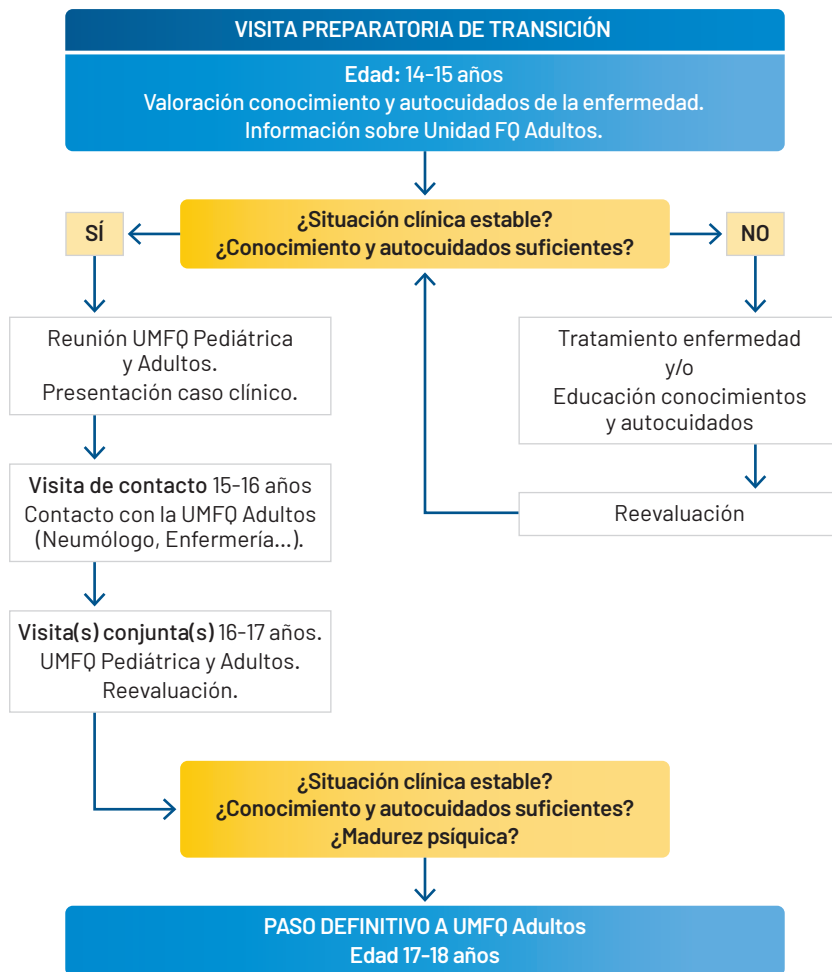 VISITA PREPARATORIA DE TRANSICIÓN
Edad: 14-15 años
Valoración conocimiento y autocuidados de la enfermedad.
Información sobre Unidad FQ Adultos.
¿Situación clínica estable?
¿Conocimiento y autocuidados suficientes?
SÍ
NO
Reunión UMFQ Pediátrica
y Adultos.
Presentación caso clínico.
Tratamiento enfermedad
y/o
Educación conocimientos
y autocuidados
Visita de contacto 15-16 años
Contacto con la UMFQ Adultos
(Neumólogo, Enfermería...).
Reevaluación
Visita(s) conjunta(s) 16-17 años.
UMFQ Pediátrica y Adultos.
Reevaluación.
¿Situación clínica estable?
¿Conocimiento y autocuidados suficientes?
¿Madurez psíquica?
PASO DEFINITIVO A UMFQ Adultos
Edad 17-18 años